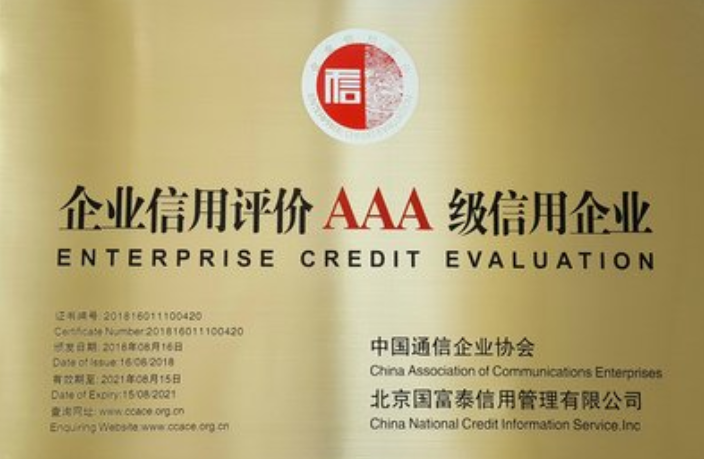 信
企业信用评价AAA级信用企业
ENTERPRISE CREDIT EVALUATION
证书编号: 201816011100420
Certificate Number:201816011100420
颁发日期: 2018年08月16日
Date of Issue:16/08/2018
有效期至: 2021年08月15日
Date of Expiry:15/08/2021
查询网址: www.ccace.org.cn
Enquiring Website:www.ccace.org.cn
中国通信企业协会
China Association of Communications Enterprises
北京国富泰信用管理有限公司
China National Credit Information Service.Inc